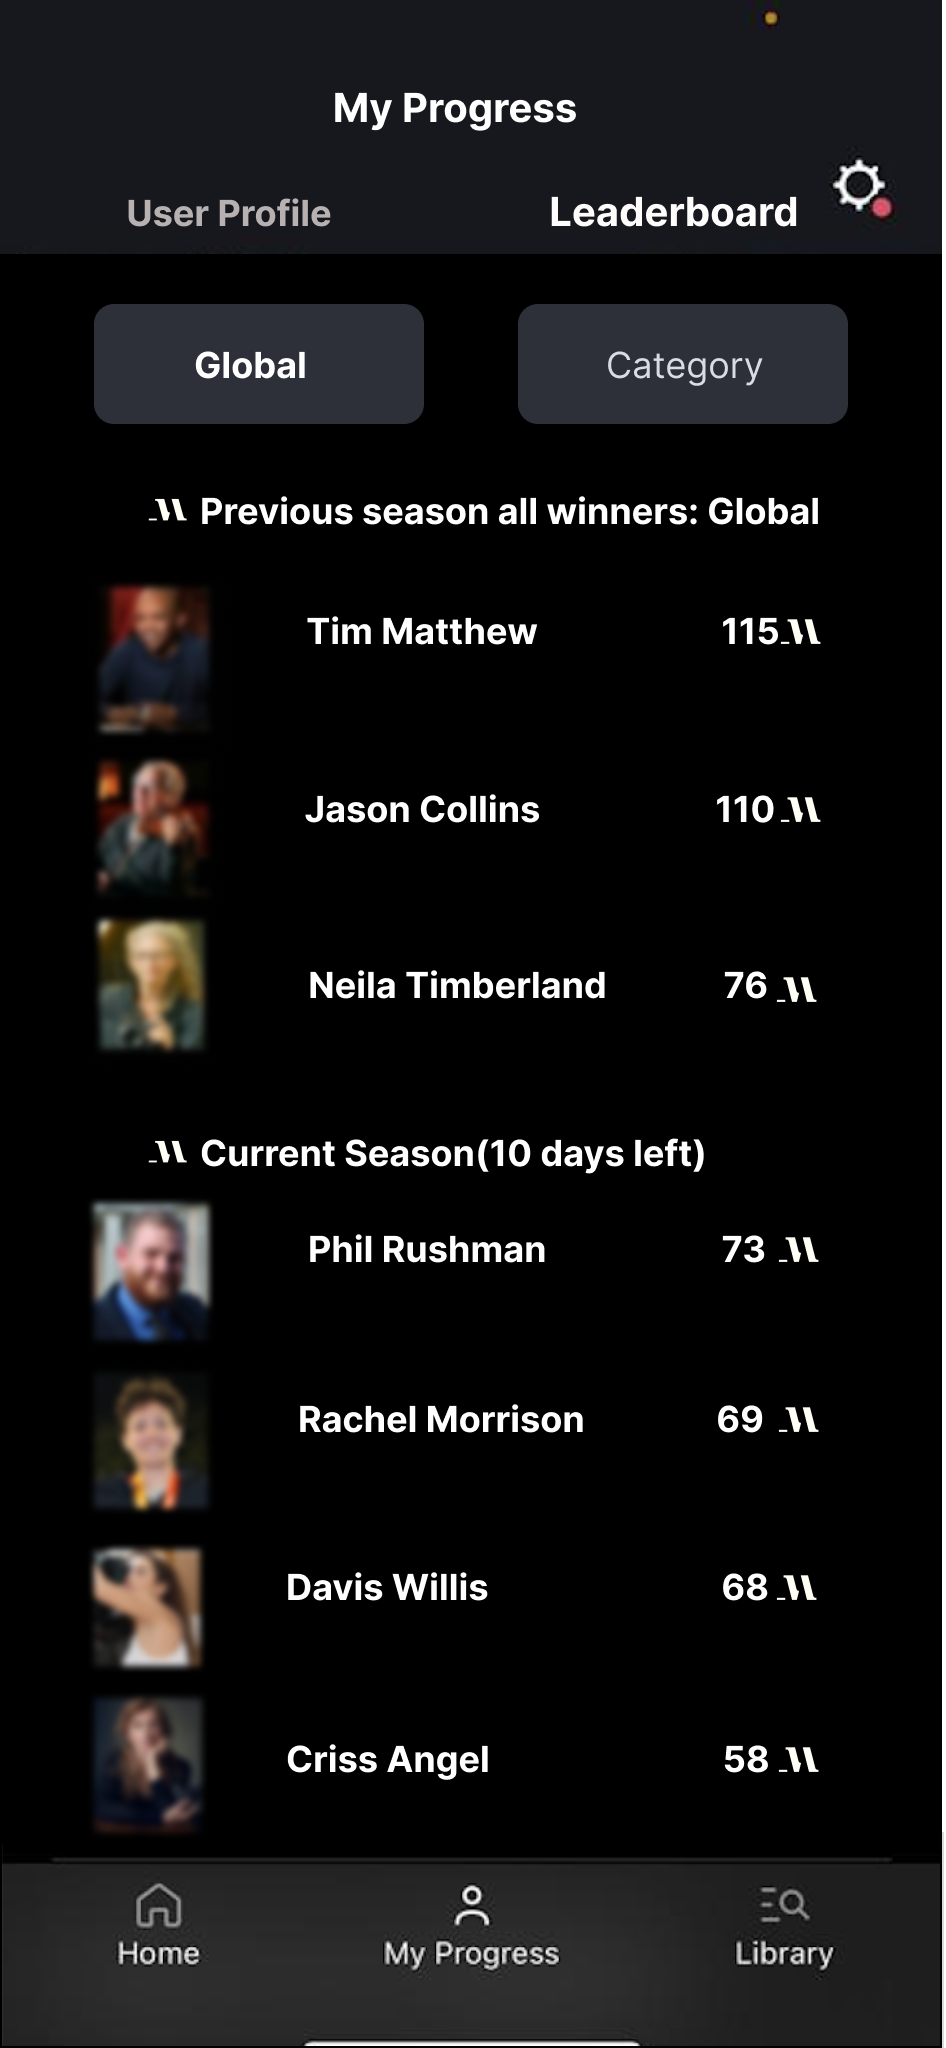 My Progress
User Profile Leaderboard
Global Category
Previous season all winners: Global
Tim Matthew 115
Jason Collins 110
Neila Timberland 76
Current Season(10 days left)
Phil Rushman 73
Rachel Morrison 69
Davis Willis 68
Criss Angel 58
Home My Progress Library